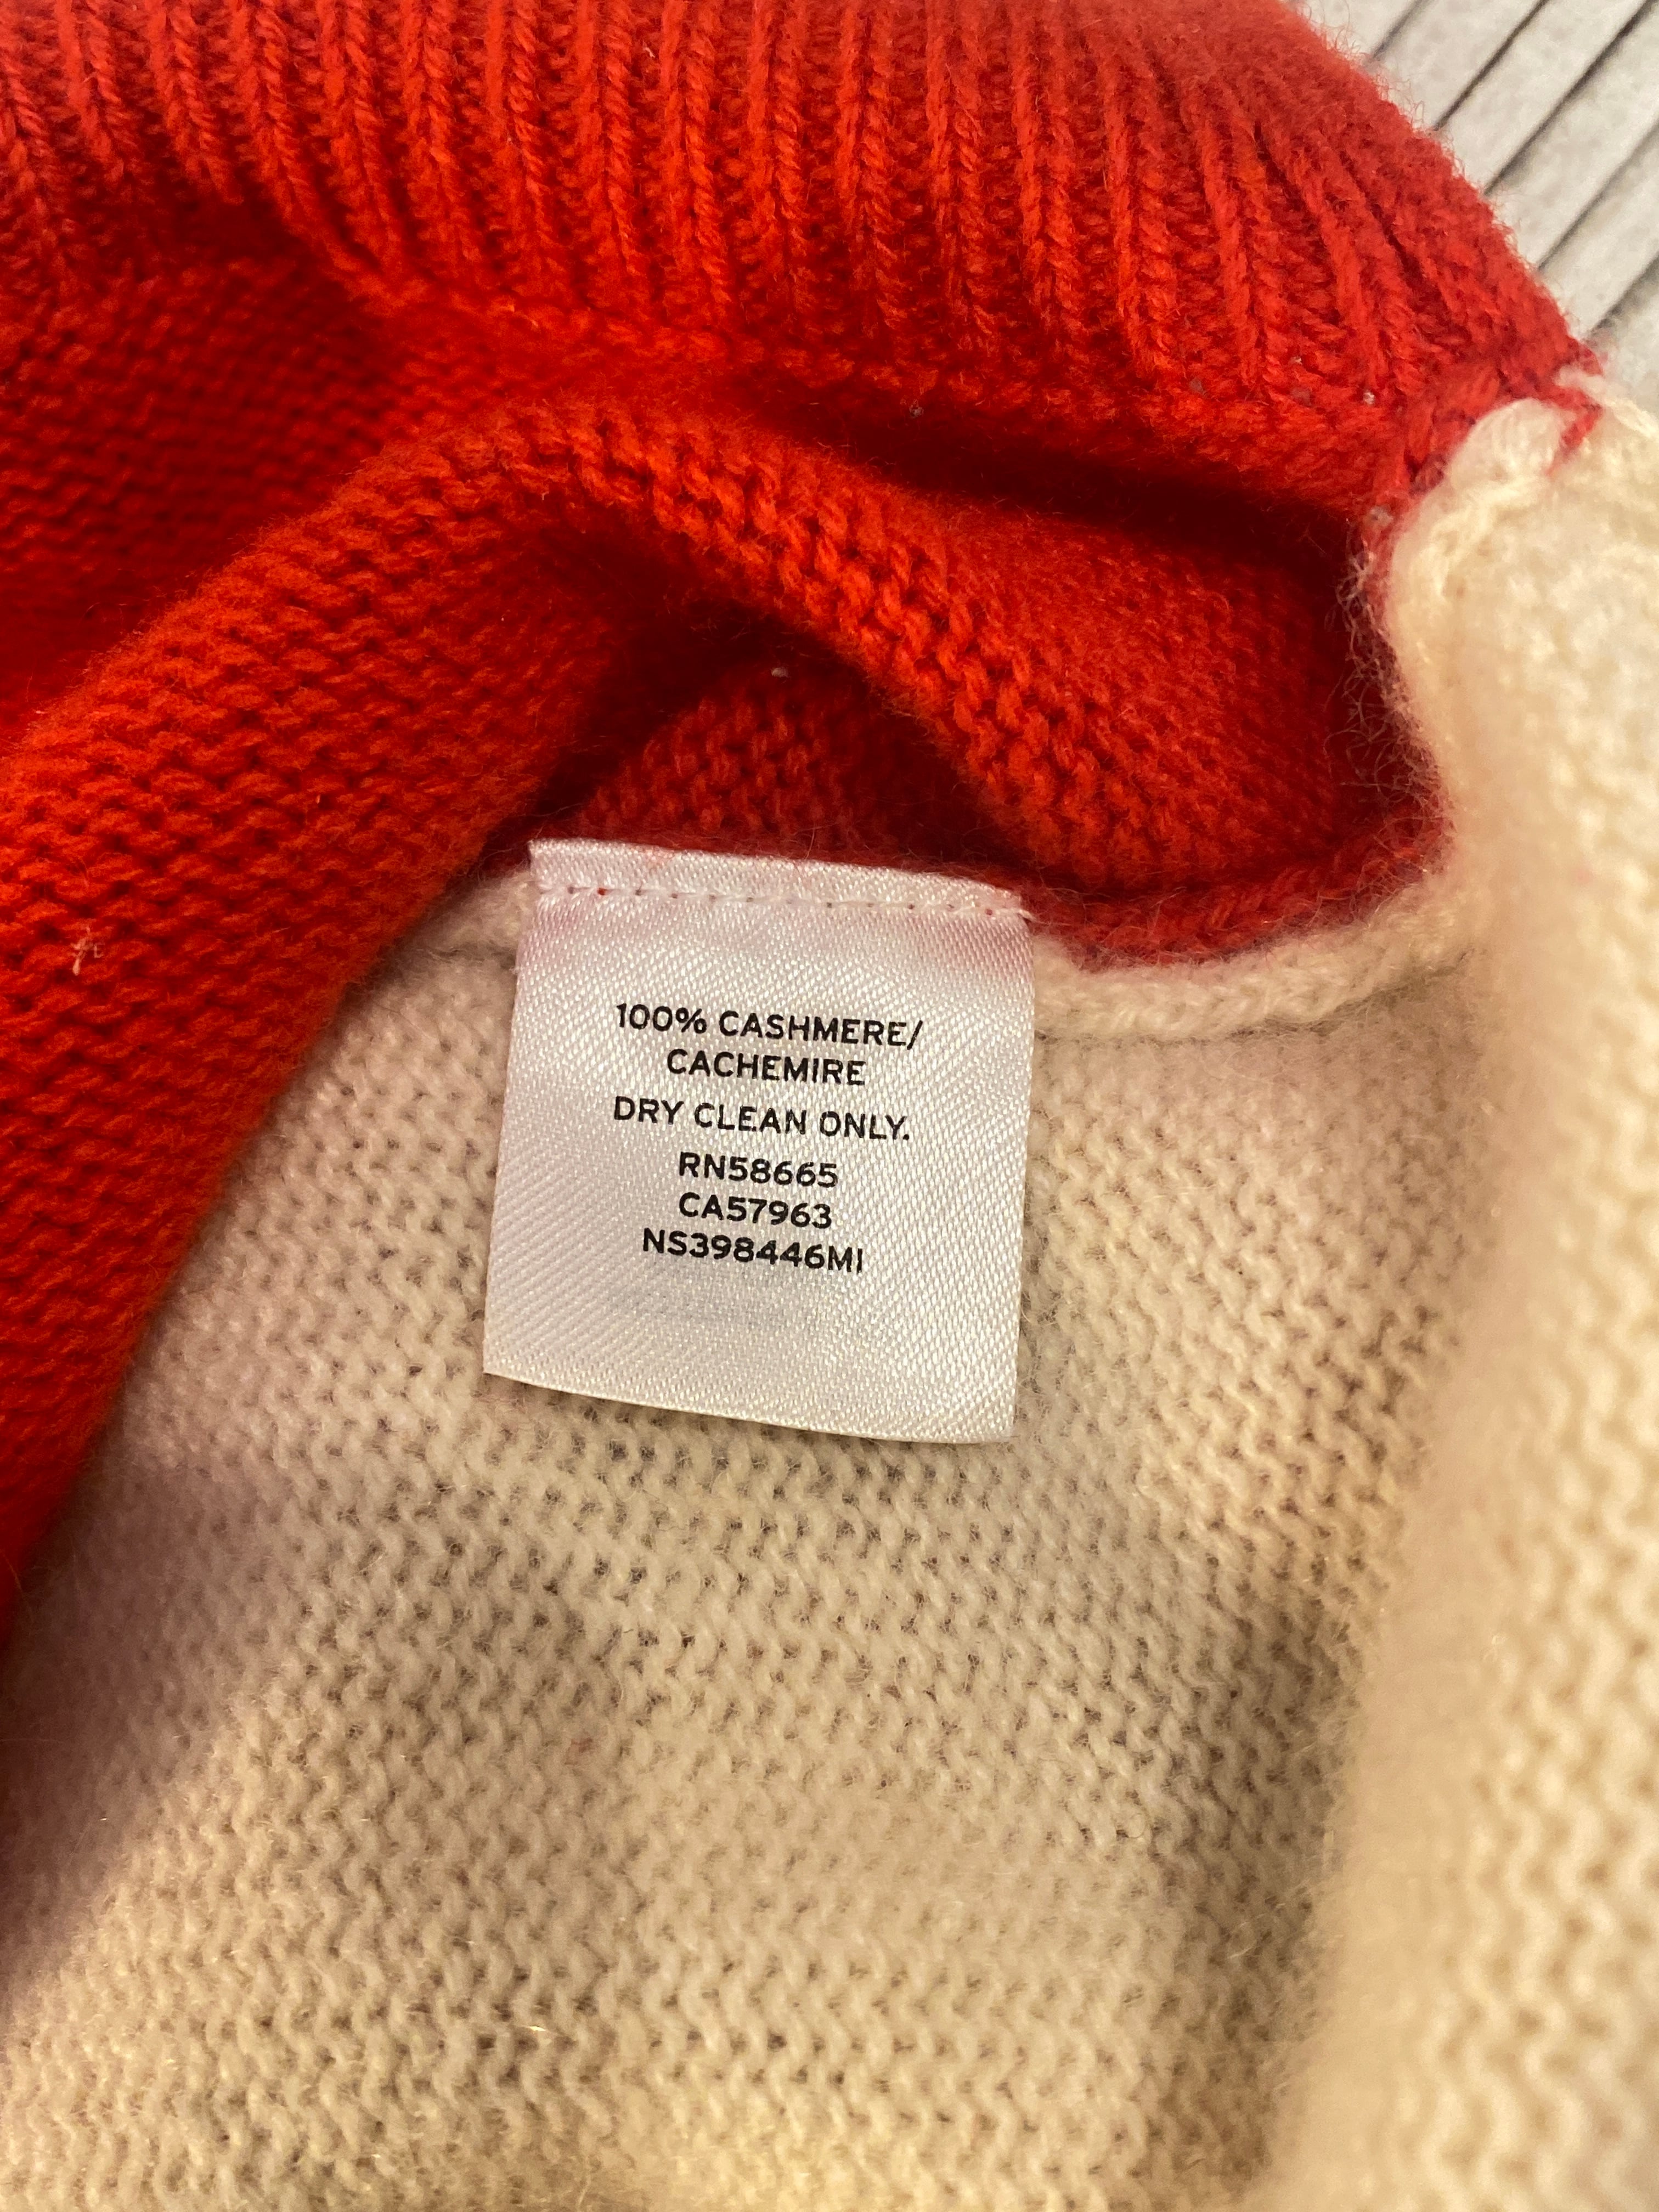 100% CASHMERE/
CACHEMIRE
DRY CLEAN ONLY.
RN58665
CA57963
NS398446MI